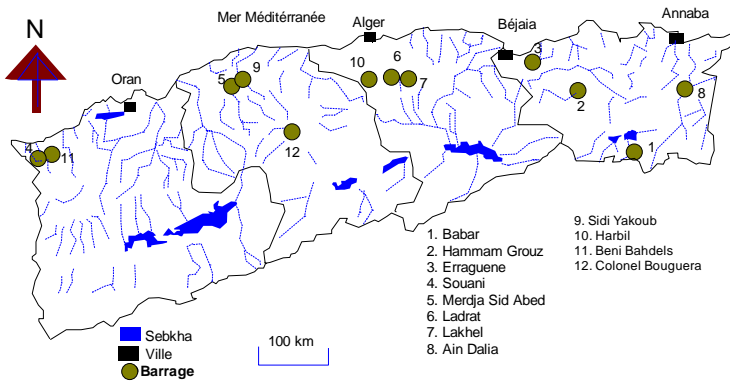 Mer Méditérranée
Alger
Béjaia
Annaba
N
Oran
5
9
10
6
7
3
2
8
12
4
11
1
1. Babar
2. Hammam Grouz
3. Erraguene
4. Souani
5. Merdja Sid Abed
6. Ladrat
7. Lakhel
8. Ain Dalia
9. Sidi Yakoub
10. Harbil
11. Beni Bahdels
12. Colonel Bouguera
Sebkha
Ville
Barrage
100 km